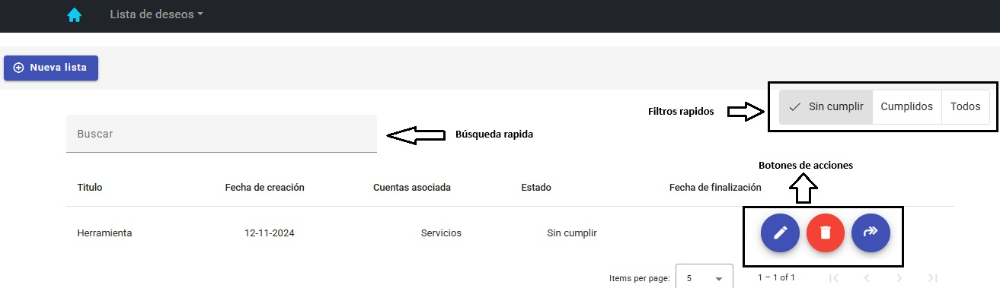 Lista de deseos
Nueva lista
Filtros rapidos
Sin cumplir Cumplidos Todos
Buscar
Búsqueda rapida
Botones de acciones
Titulo Fecha de creación Cuentas asociada Estado Fecha de finalización
Herramienta 12-11-2024 Servicios Sin cumplir
Items per page: 5 1 – 1 of 1